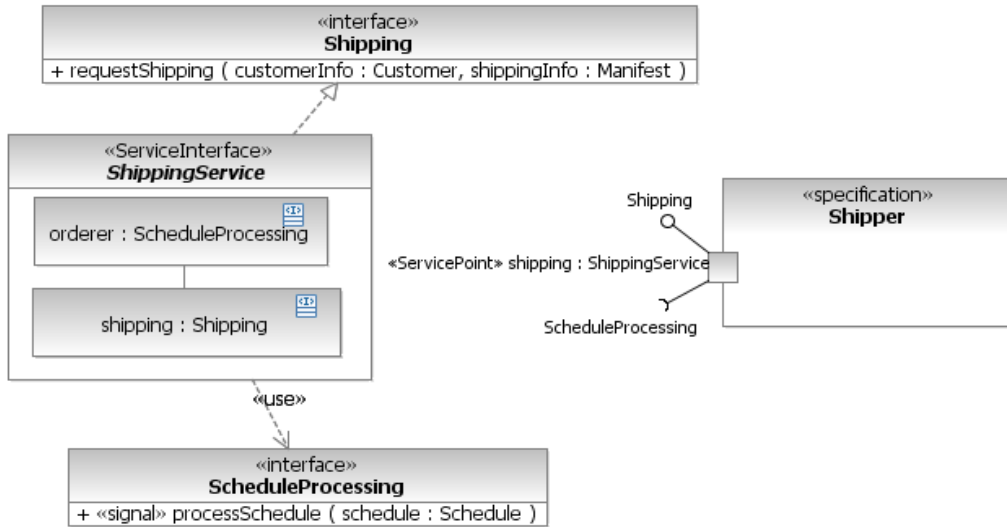 «interface»
Shipping
+ requestShipping ( customerInfo : Customer, shippingInfo : Manifest )
«ServiceInterface»
ShippingService
orderer : ScheduleProcessing
shipping : Shipping
«use»
«interface»
ScheduleProcessing
+ «signal» processSchedule ( schedule : Schedule )
«specification»
Shipper
Shipping
«ServicePoint» shipping : ShippingService
ScheduleProcessing